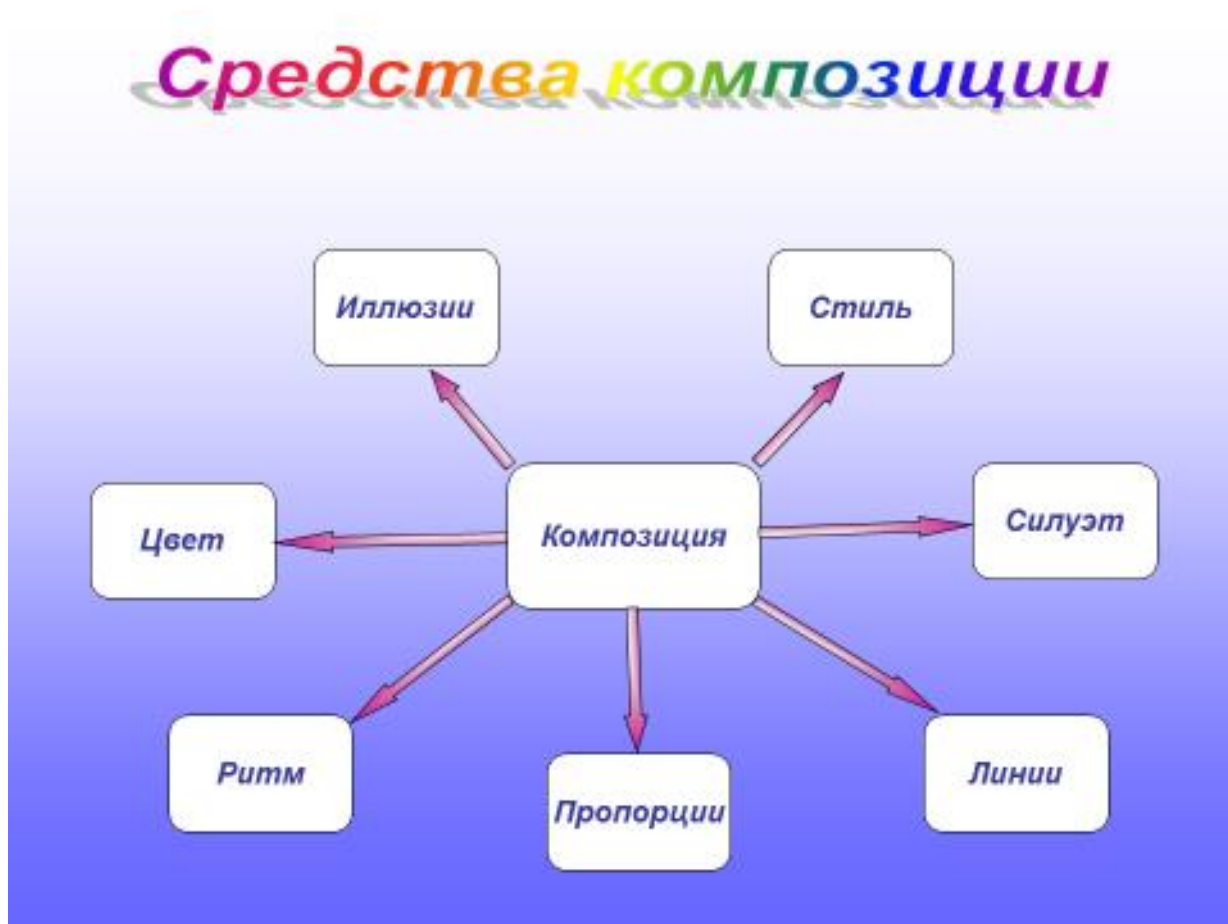 Средства композиции
Иллюзии
Стиль
Цвет
Композиция
Силуэт
Ритм
Пропорции
Линии